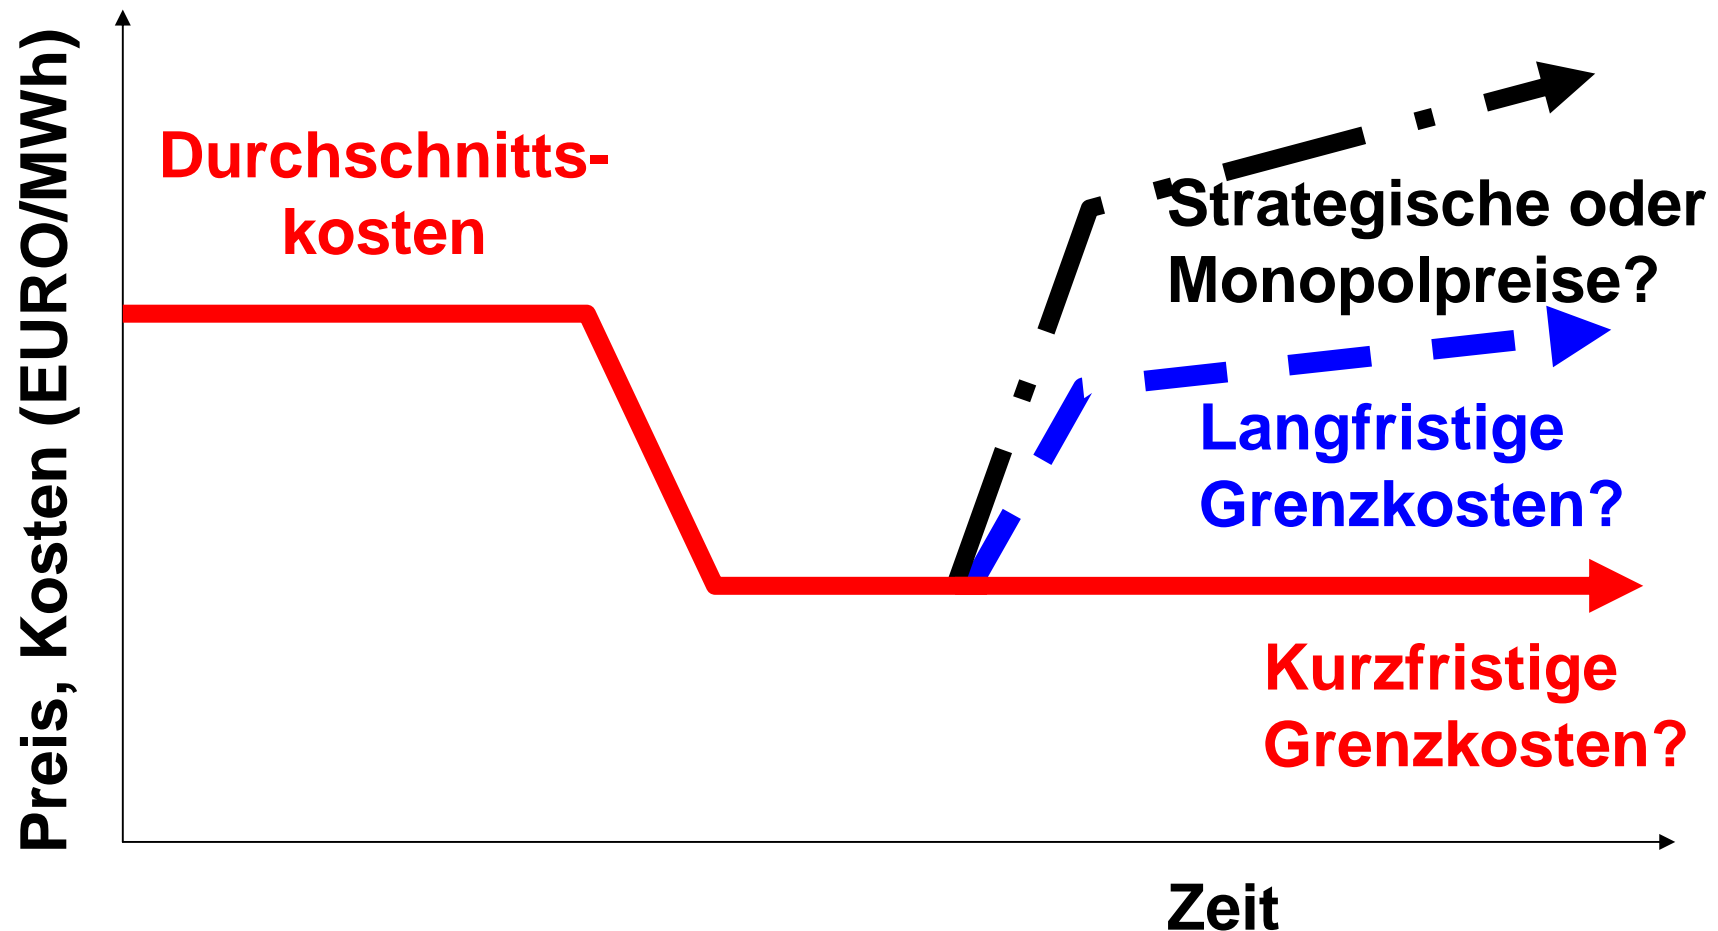 Preis, Kosten (EURO/MWh)
Durchschnitts-
kosten
Strategische oder
Monopolpreise?
Langfristige
Grenzkosten?
Kurzfristige
Grenzkosten?
Zeit